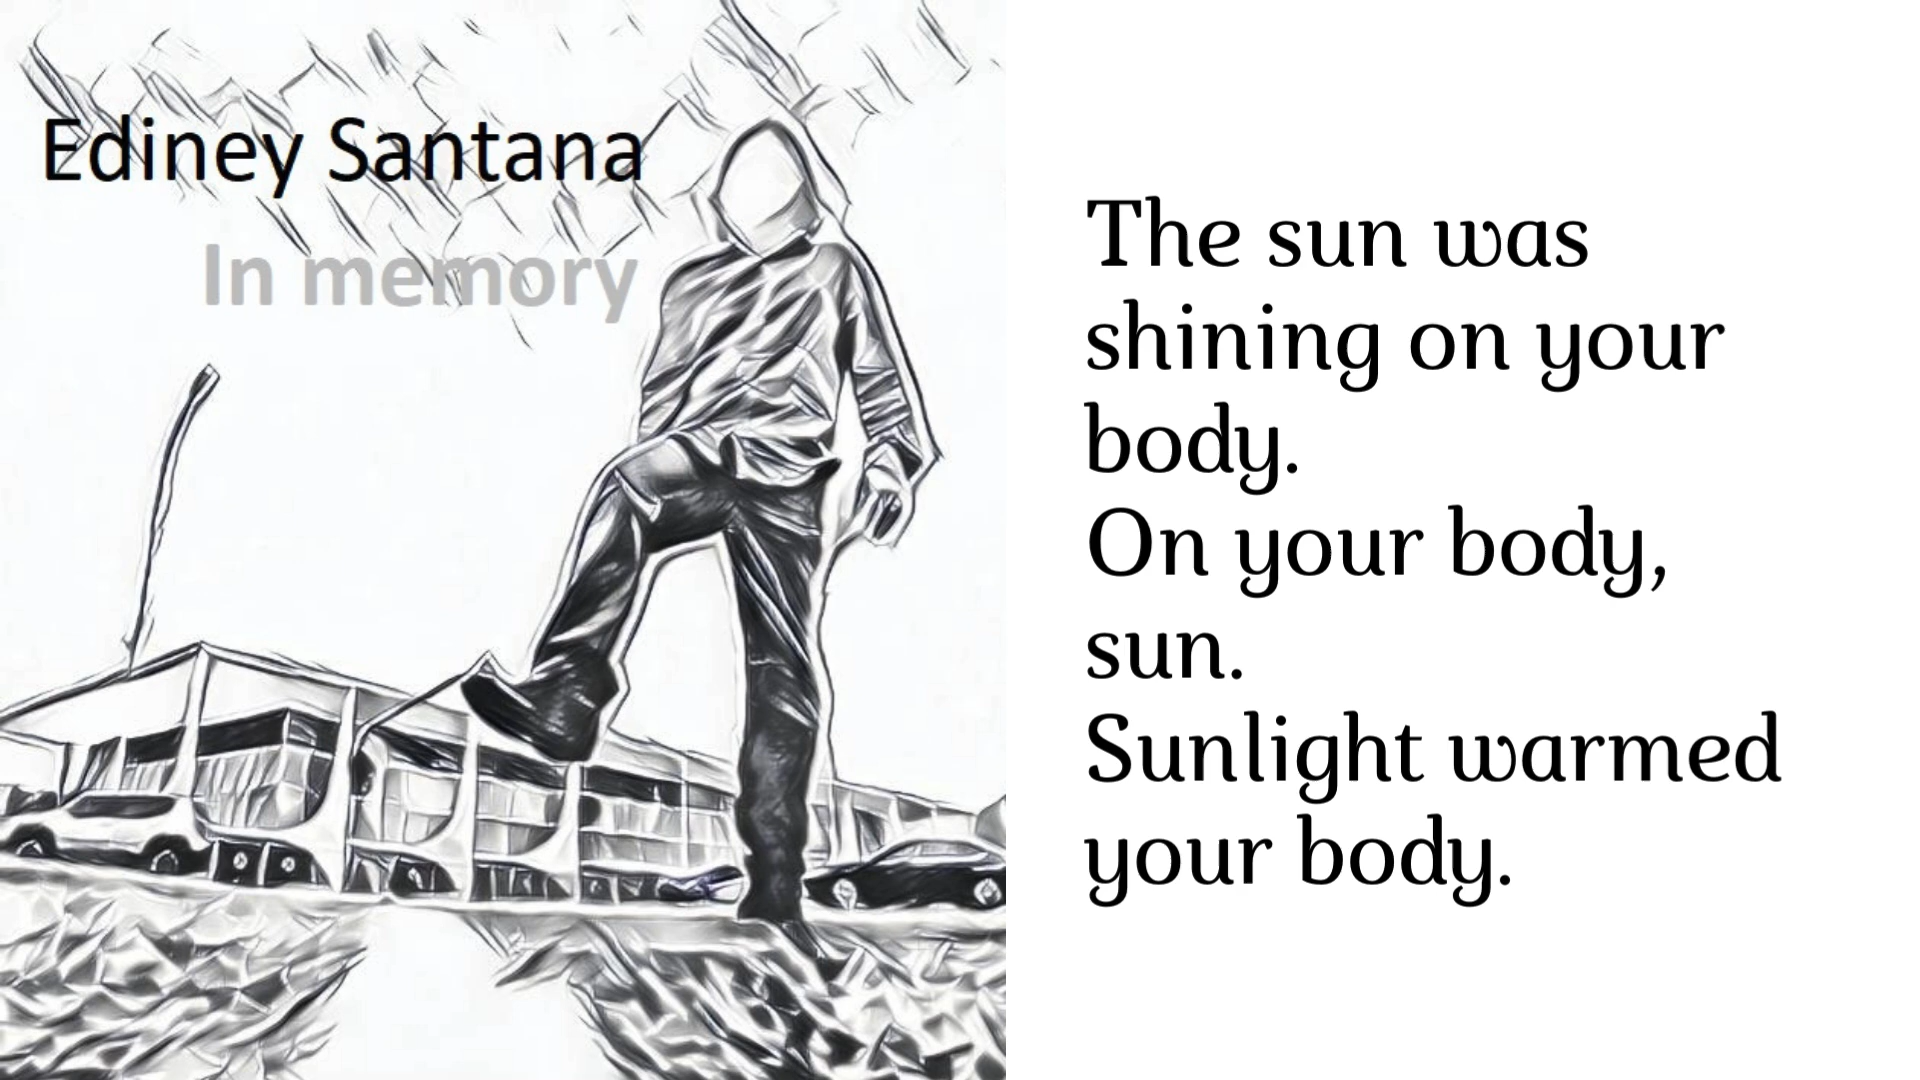 Ediney Santana
In memory
The sun was
shining on your
body.
On your body,
sun.
Sunlight warmed
your body.